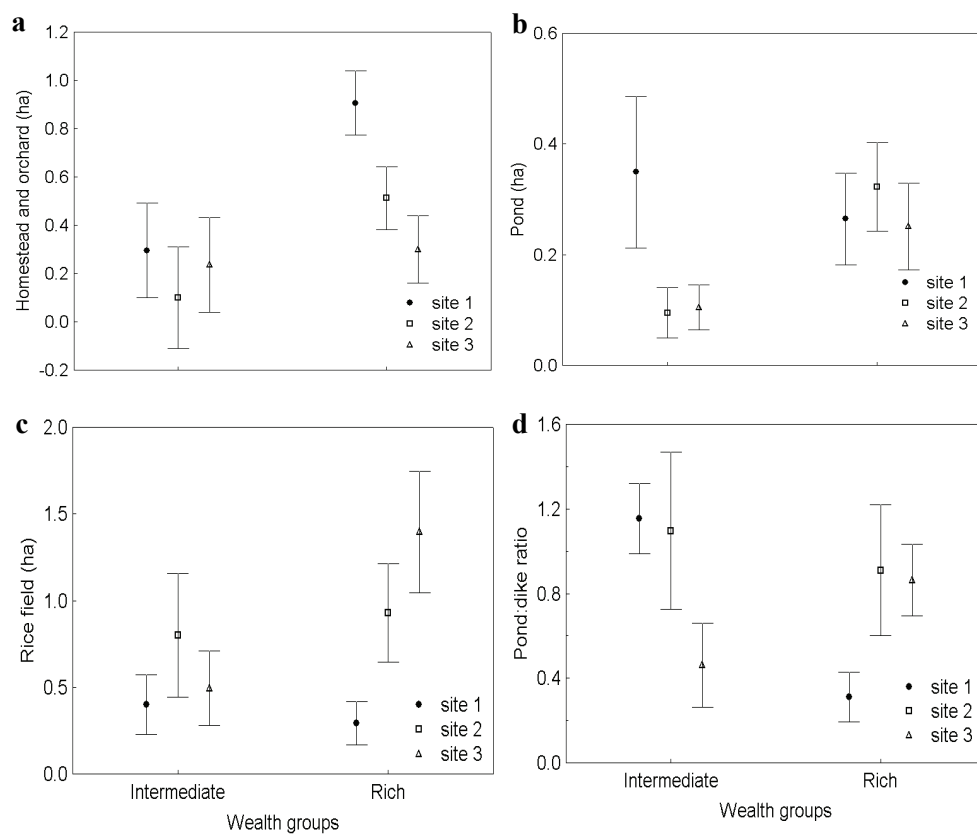 a
1.2
1.0
0.8
0.6
0.4
0.2
0.0
-0.2
Homestead and orchard (ha)
site 1
site 2
site 3
b
0.6
0.4
0.2
0.0
Pond (ha)
site 1
site 2
site 3
c
2.0
1.5
1.0
0.5
0.0
Rice field (ha)
site 1
site 2
site 3
Intermediate Rich
Wealth groups
d
1.6
1.2
0.8
0.4
0.0
Pond:dike ratio
site 1
site 2
site 3
Intermediate Rich
Wealth groups